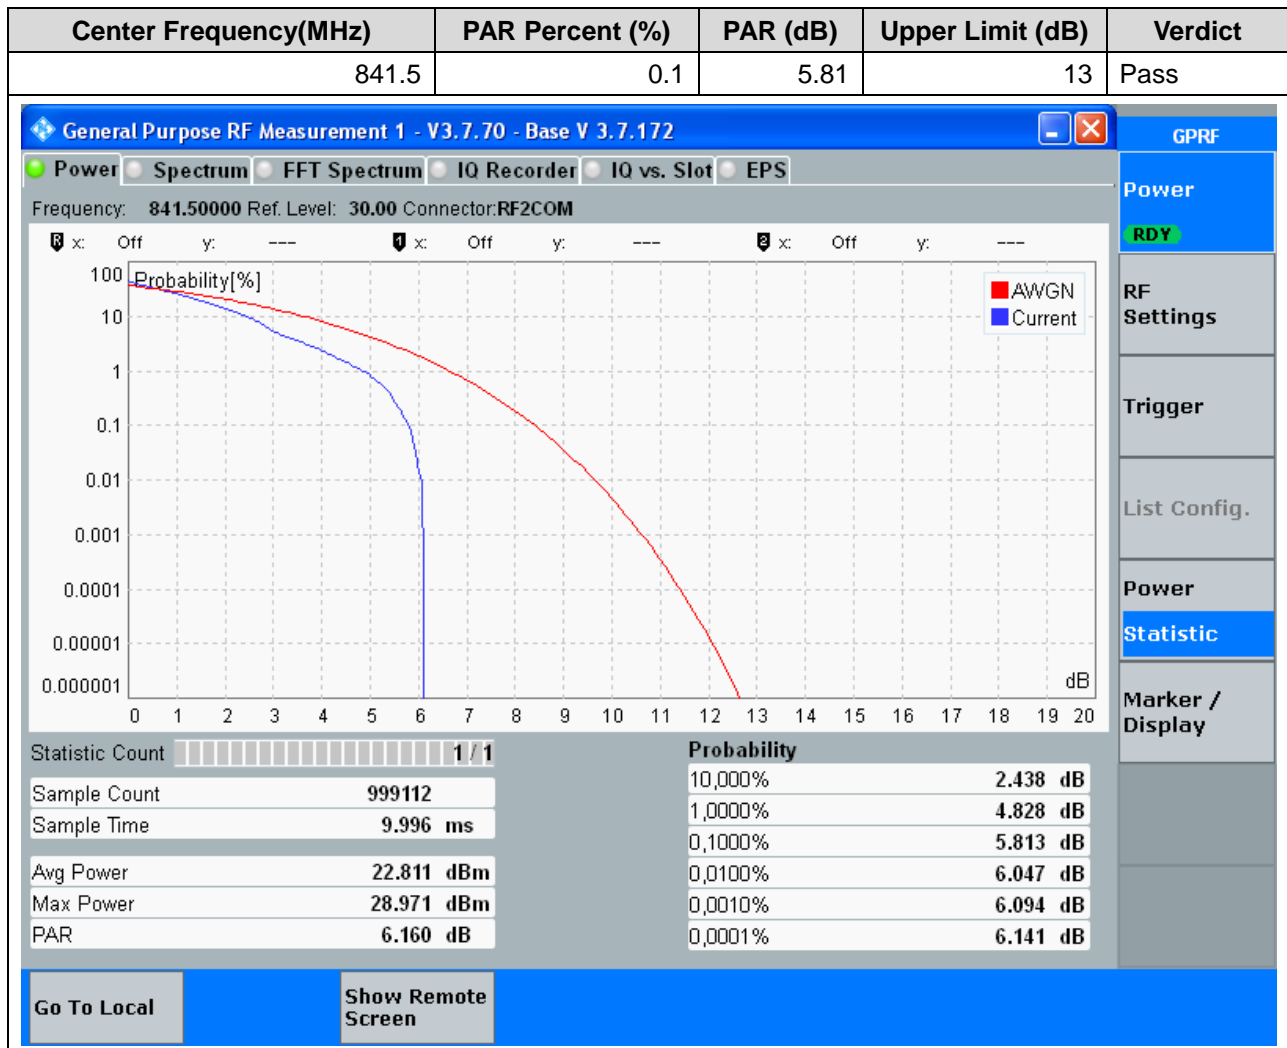 Center Frequency(MHz) PAR Percent (%) PAR (dB) Upper Limit (dB) Verdict
841.5 0.1 5.81 13 Pass
General Purpose RF Measurement 1 - V3.7.70 - Base V 3.7.172
GPRF
Power Spectrum FFT Spectrum IQ Recorder IQ vs. Slot EPS
Power
RDY
Frequency: 841.50000 Ref. Level: 30.00 Connector:RF2COM
R x: Off y: --- 1 x: Off y: --- 2 x: Off y: ---
Probability[%]
AWGN
Current
100
10
1
0.1
0.01
0.001
0.0001
0.00001
0.000001
dB
0 1 2 3 4 5 6 7 8 9 10 11 12 13 14 15 16 17 18 19 20
RF
Settings
Trigger
List Config.
Power
Statistic
Marker /
Display
Statistic Count 1 / 1
Sample Count 999112
Sample Time 9.996 ms
Avg Power 22.811 dBm
Max Power 28.971 dBm
PAR 6.160 dB
Probability
10,000% 2.438 dB
1,0000% 4.828 dB
0,1000% 5.813 dB
0,0100% 6.047 dB
0,0010% 6.094 dB
0,0001% 6.141 dB
Go To Local
Show Remote
Screen